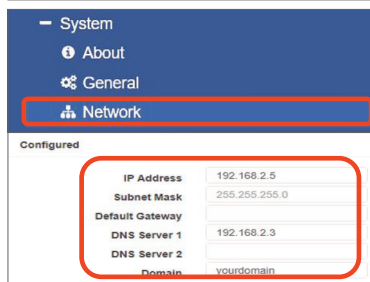 − System
About
General
Network
Configured
IP Address 192.168.2.5
Subnet Mask 255.255.255.0
Default Gateway
DNS Server 1 192.168.2.3
DNS Server 2
Domain yourdomain